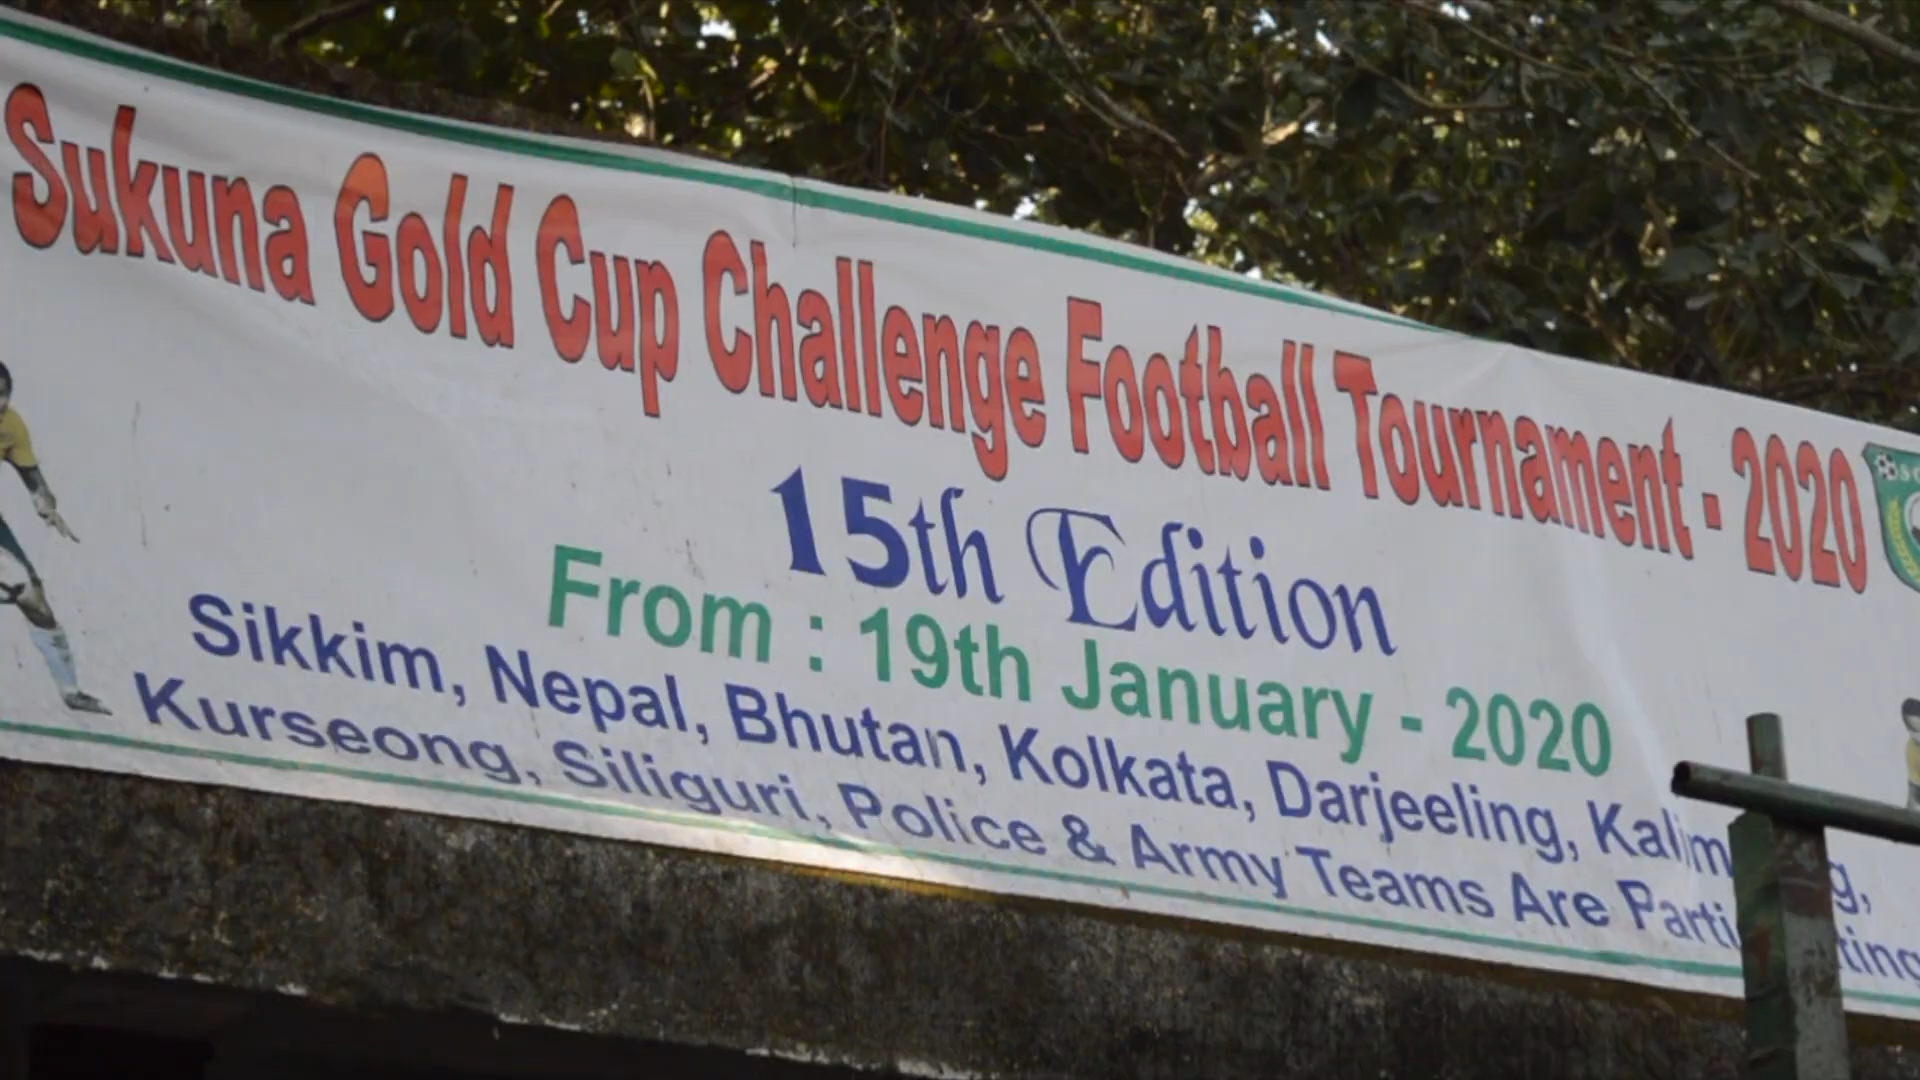 Sukuna Gold Cup Challenge Football Tournament - 2020
15th Edition
From : 19th January - 2020
Sikkim, Nepal, Bhutan, Kolkata, Darjeeling,
Kurseong, Siliguri, Police & Army Teams Are